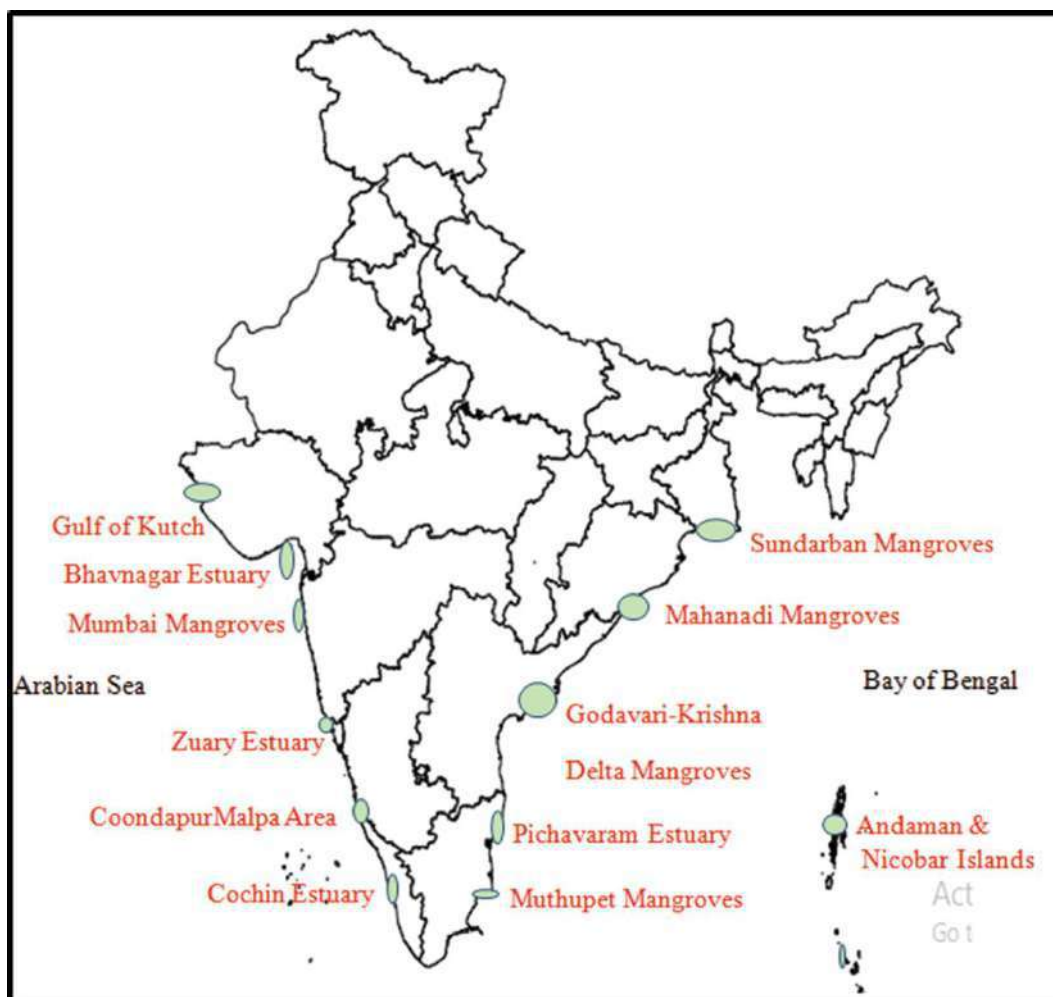 Gulf of Kutch
Sundarban Mangroves
Bhavnagar Estuary
Mumbai Mangroves
Mahanadi Mangroves
Arabian Sea
Bay of Bengal
Godavari-Krishna
Delta Mangroves
Zuary Estuary
CoondapurMalpa Area
Pichavaram Estuary
Andaman &
Nicobar Islands
Cochin Estuary
Muthupet Mangroves
Act
Go t